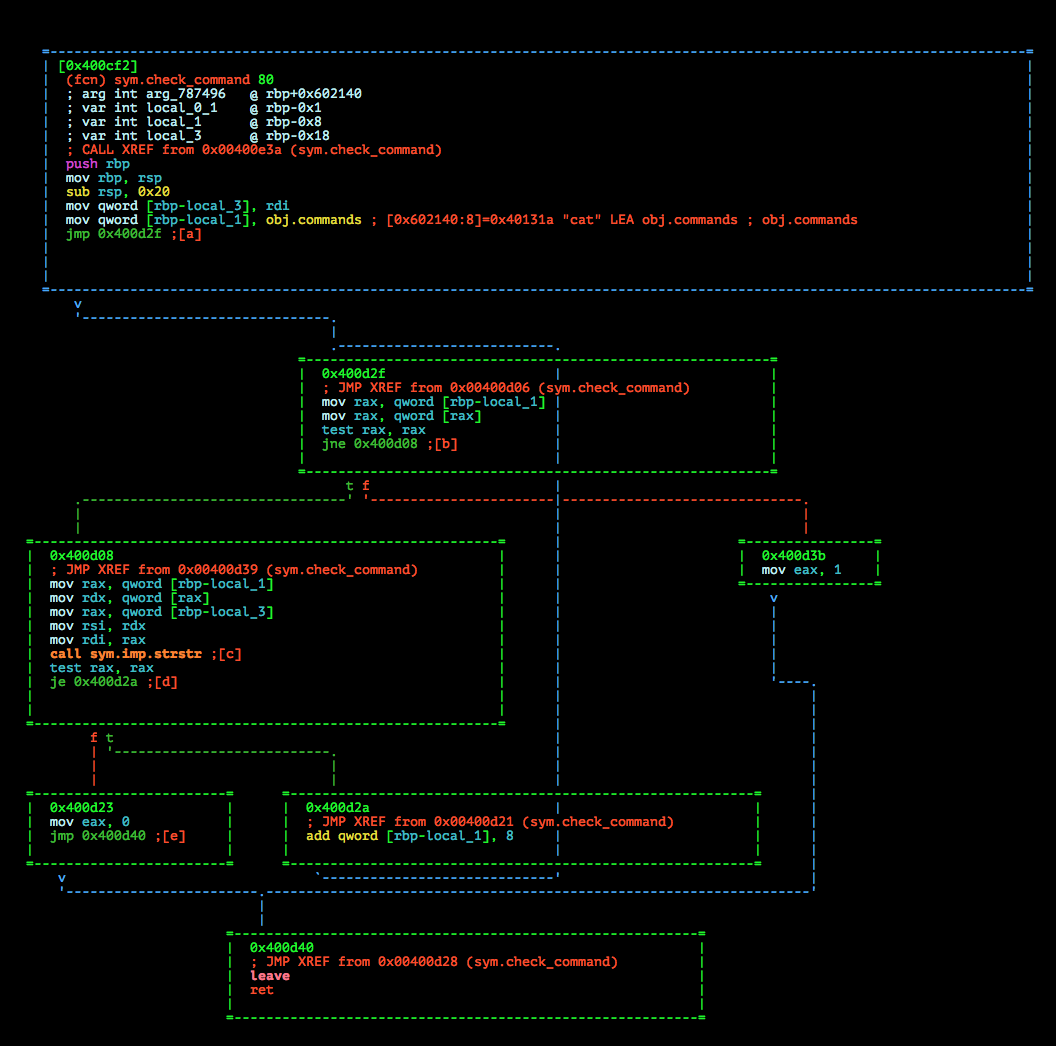 [0x400cf2]
(fcn) sym.check_command 80
; arg int arg_787496   @ rbp+0x602140
; var int local_0_1    @ rbp-0x1
; var int local_1      @ rbp-0x8
; var int local_3      @ rbp-0x18
; CALL XREF from 0x00400e3a (sym.check_command)
push rbp
mov rbp, rsp
sub rsp, 0x20
mov qword [rbp-local_3], rdi
mov qword [rbp-local_1], obj.commands ; [0x602140:8]=0x40131a "cat" LEA obj.commands ; obj.commands
jmp 0x400d2f ;[a]
v
0x400d2f
; JMP XREF from 0x00400d06 (sym.check_command)
mov rax, qword [rbp-local_1]
mov rax, qword [rax]
test rax, rax
jne 0x400d08 ;[b]
t f
0x400d08
; JMP XREF from 0x00400d39 (sym.check_command)
mov rax, qword [rbp-local_1]
mov rdx, qword [rax]
mov rax, qword [rbp-local_3]
mov rsi, rdx
mov rdi, rax
call sym.imp.strstr ;[c]
test rax, rax
je 0x400d2a ;[d]
0x400d3b
mov eax, 1
v
f t
0x400d23
mov eax, 0
jmp 0x400d40 ;[e]
v
0x400d2a
; JMP XREF from 0x00400d21 (sym.check_command)
add qword [rbp-local_1], 8
0x400d40
; JMP XREF from 0x00400d28 (sym.check_command)
leave
ret